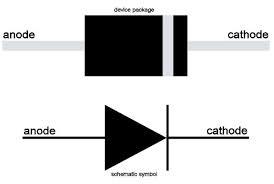 device package
anode
cathode
anode
cathode
schematic symbol